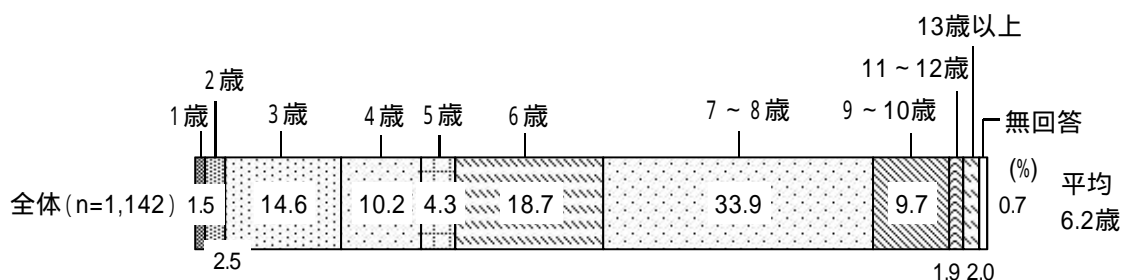 13歳以上
2歳 11~12歳
1歳 3歳 4歳 5歳 6歳 7~8歳 9~10歳 無回答
(%) 平均
全体(n=1,142) 1.5 14.6 10.2 4.3 18.7 33.9 9.7 0.7 6.2歳
2.5 1.9 2.0